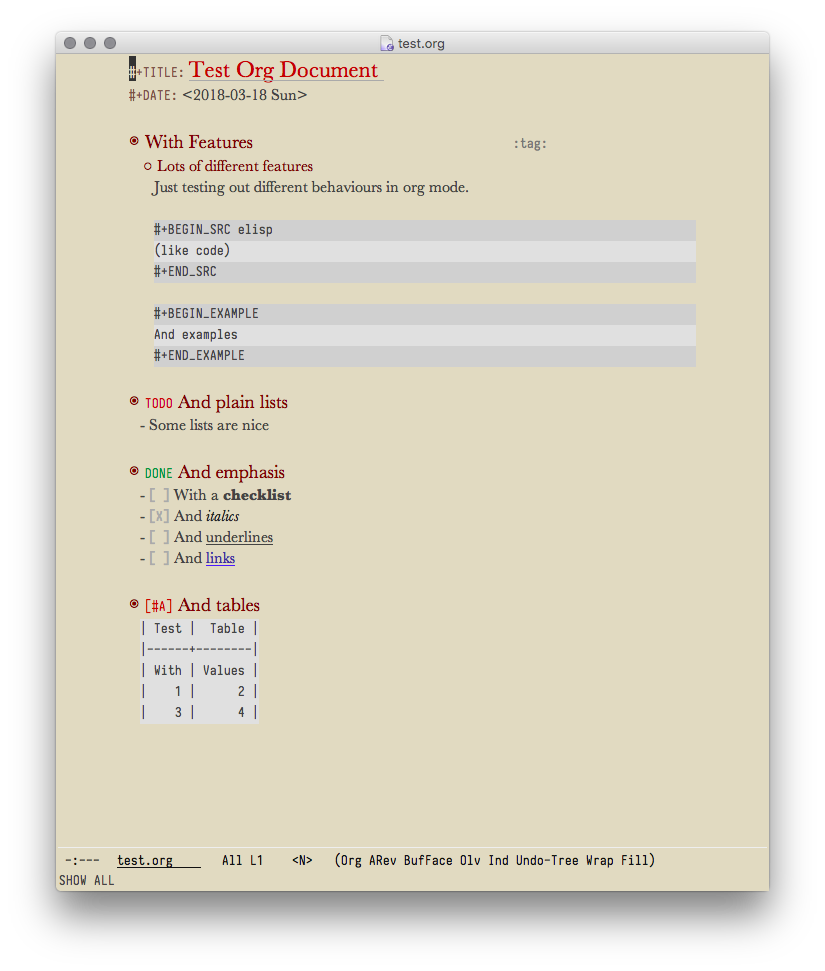 test.org
#+TITLE: Test Org Document
#+DATE: <2018-03-18 Sun>
With Features :tag:
Lots of different features
Just testing out different behaviours in org mode.
#+BEGIN_SRC elisp
(like code)
#+END_SRC
#+BEGIN_EXAMPLE
And examples
#+END_EXAMPLE
TODO And plain lists
- Some lists are nice
DONE And emphasis
- [ ] With a checklist
- [X] And italics
- [ ] And underlines
- [ ] And links
[#A] And tables
| Test | Table |
|------+--------|
| With | Values |
| 1 | 2 |
| 3 | 4 |
-:--- test.org All L1 <N> (Org ARev BufFace Olv Ind Undo-Tree Wrap Fill)
SHOW ALL